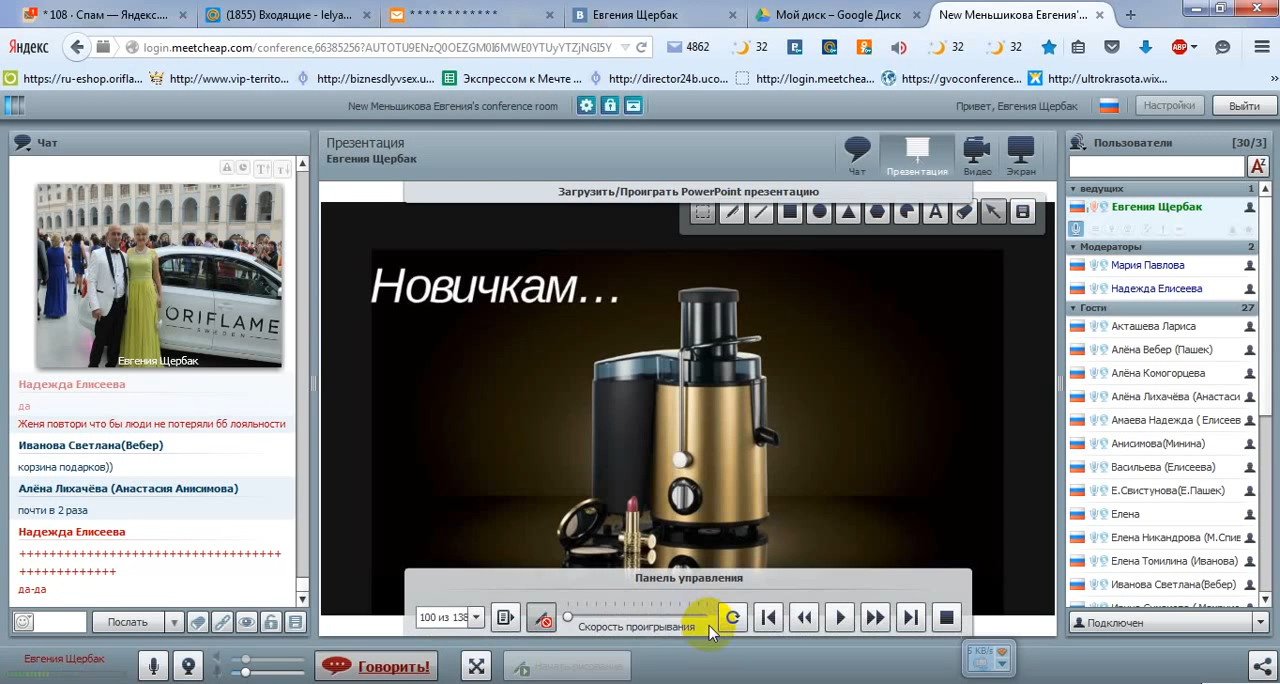 * 108 · Спам — Яндекс....
(1855) Входящие - lelya...
* * * * * * * * * * * *
Евгения Щербак
Мой диск – Google Диск
New Меньшикова Евгения'...
Яндекс
login.meetcheap.com/conference,66385256?AUTOTU9ENzQ0OEZGM0I6MWE0YTUyYTZjNGI5Y
4862
32
32
32
ABP
https://ru-eshop.orifla...
http://www.vip-territo...
http://biznesdlyvsex.u...
Экспрессом к Мечте ...
http://director24b.uco...
http://login.meetchea...
https://gvoconference...
http://ultrokrasota.wix...
New Меньшикова Евгения's conference room
Привет, Евгения Щербак
Настройки
Выйти
Чат
ORIFLAME
SWEDEN
Евгения Щербак
Надежда Елисеева
да
Женя повтори что бы люди не потеряли бб лояльности
Иванова Светлана(Вебер)
корзина подарков))
Алёна Лихачёва (Анастасия Анисимова)
почти в 2 раза
Надежда Елисеева
++++++++++++++++++++++++++++++++++
+++++++++++++
да-да
Послать
Презентация
Евгения Щербак
Чат
Презентация
Видео
Экран
Загрузить/Проиграть PowerPoint презентацию
Новичкам...
Панель управления
100 из 138
Скорость проигрывания
Пользователи
[30/3]
ведущих 1
Евгения Щербак
Модераторы 2
Мария Павлова
Надежда Елисеева
Гости 27
Акташева Лариса
Алёна Вебер (Пашек)
Алёна Комогорцева
Алёна Лихачёва (Анастаси
Амаева Надежда ( Елисеев
Анисимова(Минина)
Васильева (Елисеева)
Е.Свистунова(Е.Пашек)
Елена
Елена Никандрова (М.Спив
Елена Томилина (Иванова)
Иванова Светлана(Вебер)
Подключен
Евгения Щербак
Говорить!
Начать рисование
5 KB/s